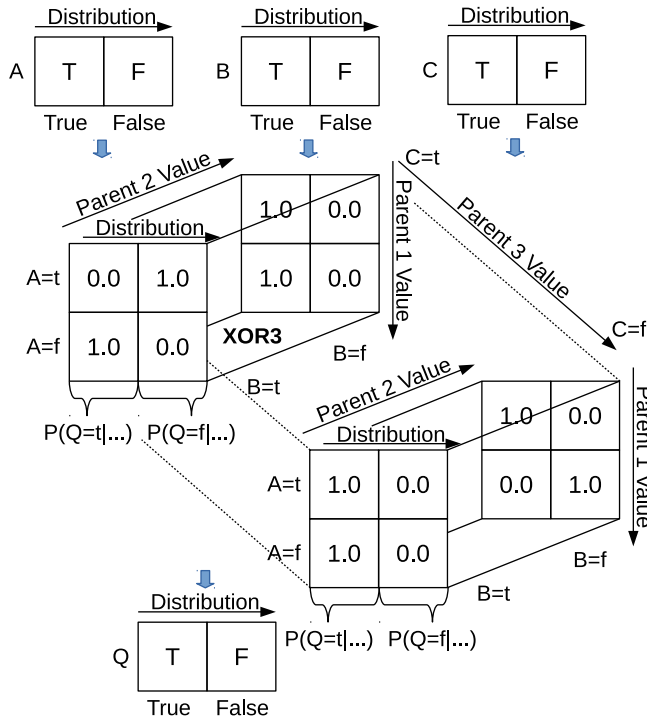 Distribution Distribution Distribution
A T F B T F C T F
True False True False True False
C=t
Parent 2 Value
Parent 1 Value
Parent 3 Value
Distribution
1.0 0.0
A=t 0.0 1.0 1.0 0.0
A=f 1.0 0.0
XOR3
C=f
B=f
B=t
P(Q=t|...) P(Q=f|...)
Parent 2 Value
Parent 1 Value
Distribution
1.0 0.0
A=t 1.0 0.0 0.0 1.0
A=f 1.0 0.0
B=f
B=t
P(Q=t|...) P(Q=f|...)
Distribution
Q T F
True False